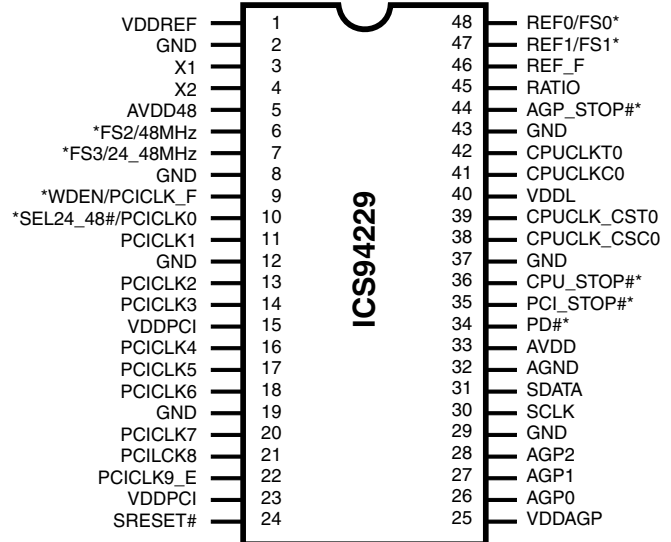 VDDREF 1 48 REF0/FS0*
GND 2 47 REF1/FS1*
X1 3 46 REF_F
X2 4 45 RATIO
AVDD48 5 44 AGP_STOP#*
*FS2/48MHz 6 43 GND
*FS3/24_48MHz 7 42 CPUCLKT0
GND 8 41 CPUCLKC0
*WDEN/PCICLK_F 9 40 VDDL
*SEL24_48#/PCICLK0 10 39 CPUCLK_CST0
PCICLK1 11 38 CPUCLK_CSC0
GND 12 37 GND
PCICLK2 13 36 CPU_STOP#*
PCICLK3 14 35 PCI_STOP#*
VDDPCI 15 34 PD#*
PCICLK4 16 33 AVDD
PCICLK5 17 32 AGND
PCICLK6 18 31 SDATA
GND 19 30 SCLK
PCICLK7 20 29 GND
PCILCK8 21 28 AGP2
PCICLK9_E 22 27 AGP1
VDDPCI 23 26 AGP0
SRESET# 24 25 VDDAGP
ICS94229